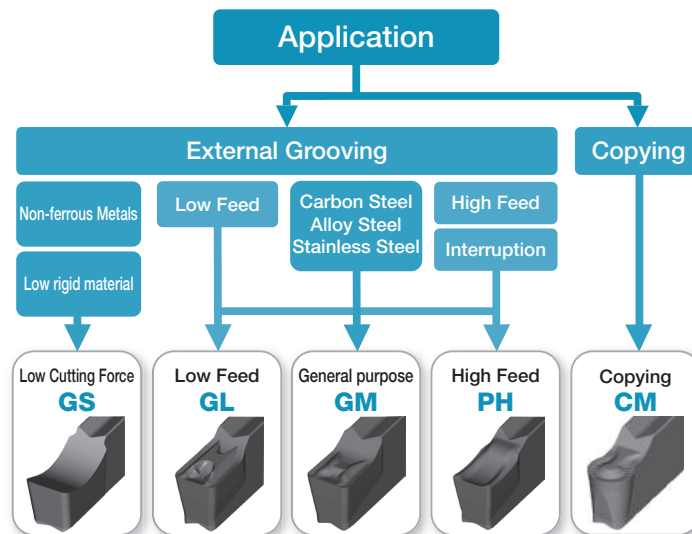 Application
External Grooving
Copying
Non-ferrous Metals
Low rigid material
Low Feed
Carbon Steel
Alloy Steel
Stainless Steel
High Feed
Interruption
Low Cutting Force
GS
Low Feed
GL
General purpose
GM
High Feed
PH
Copying
CM